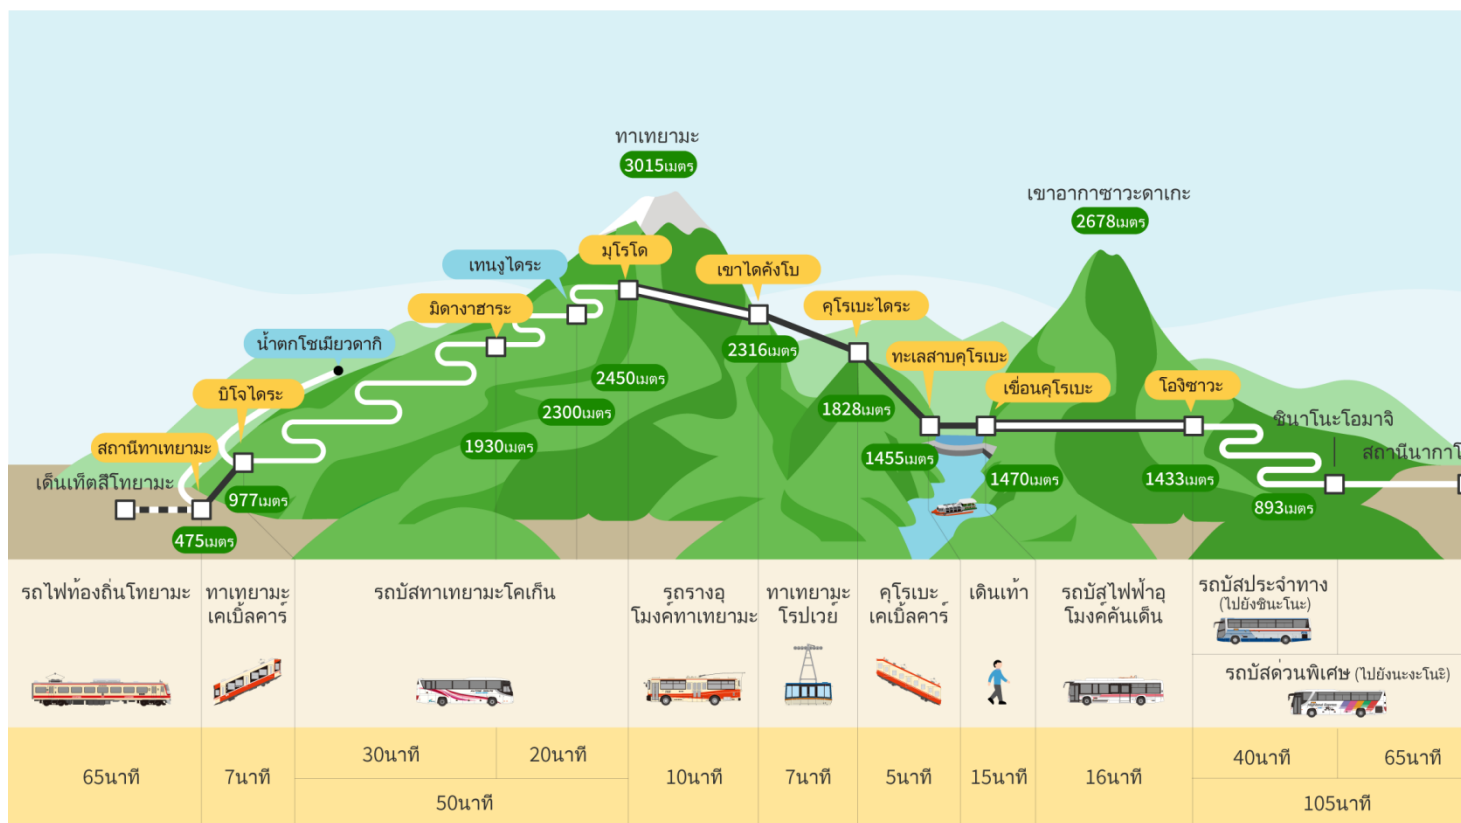 ทาเทยามะ
3015เมตร
เขาอากาซาวะดาเกะ
2678เมตร
มุโรโด
เทนงูไดระ
เขาไดคังโบ
มิดางาฮาระ
คุโรเบะไดระ
น้ำตกโชเมียวดากิ
ทะเลสาบคุโรเบะ
บิโจไดระ
เขื่อนคุโรเบะ
โองิซาวะ
สถานีทาเทยามะ
ชินาโนะโอมาจิ
สถานีนากาโ
เด็นเท็ตสึโทยามะ
2316เมตร
2450เมตร
2300เมตร
1828เมตร
1930เมตร
1455เมตร
1470เมตร
1433เมตร
977เมตร
893เมตร
475เมตร
รถไฟท้องถิ่นโทยามะ
ทาเทยามะ
เคเบิ้ลคาร์
รถบัสทาเทยามะโคเก็น
รถรางอุ
โมงค์ทาเทยามะ
ทาเทยามะ
โรปเวย์
คุโรเบะ
เคเบิ้ลคาร์
เดินเท้า
รถบัสไฟฟ้าอุ
โมงค์คันเด็น
รถบัสประจำทาง
(ไปยังชินะโนะ)
รถบัสด่วนพิเศษ (ไปยังนะงะโนะ)
65นาที
7นาที
30นาที
20นาที
50นาที
10นาที
7นาที
5นาที
15นาที
16นาที
40นาที
65นาที
105นาที